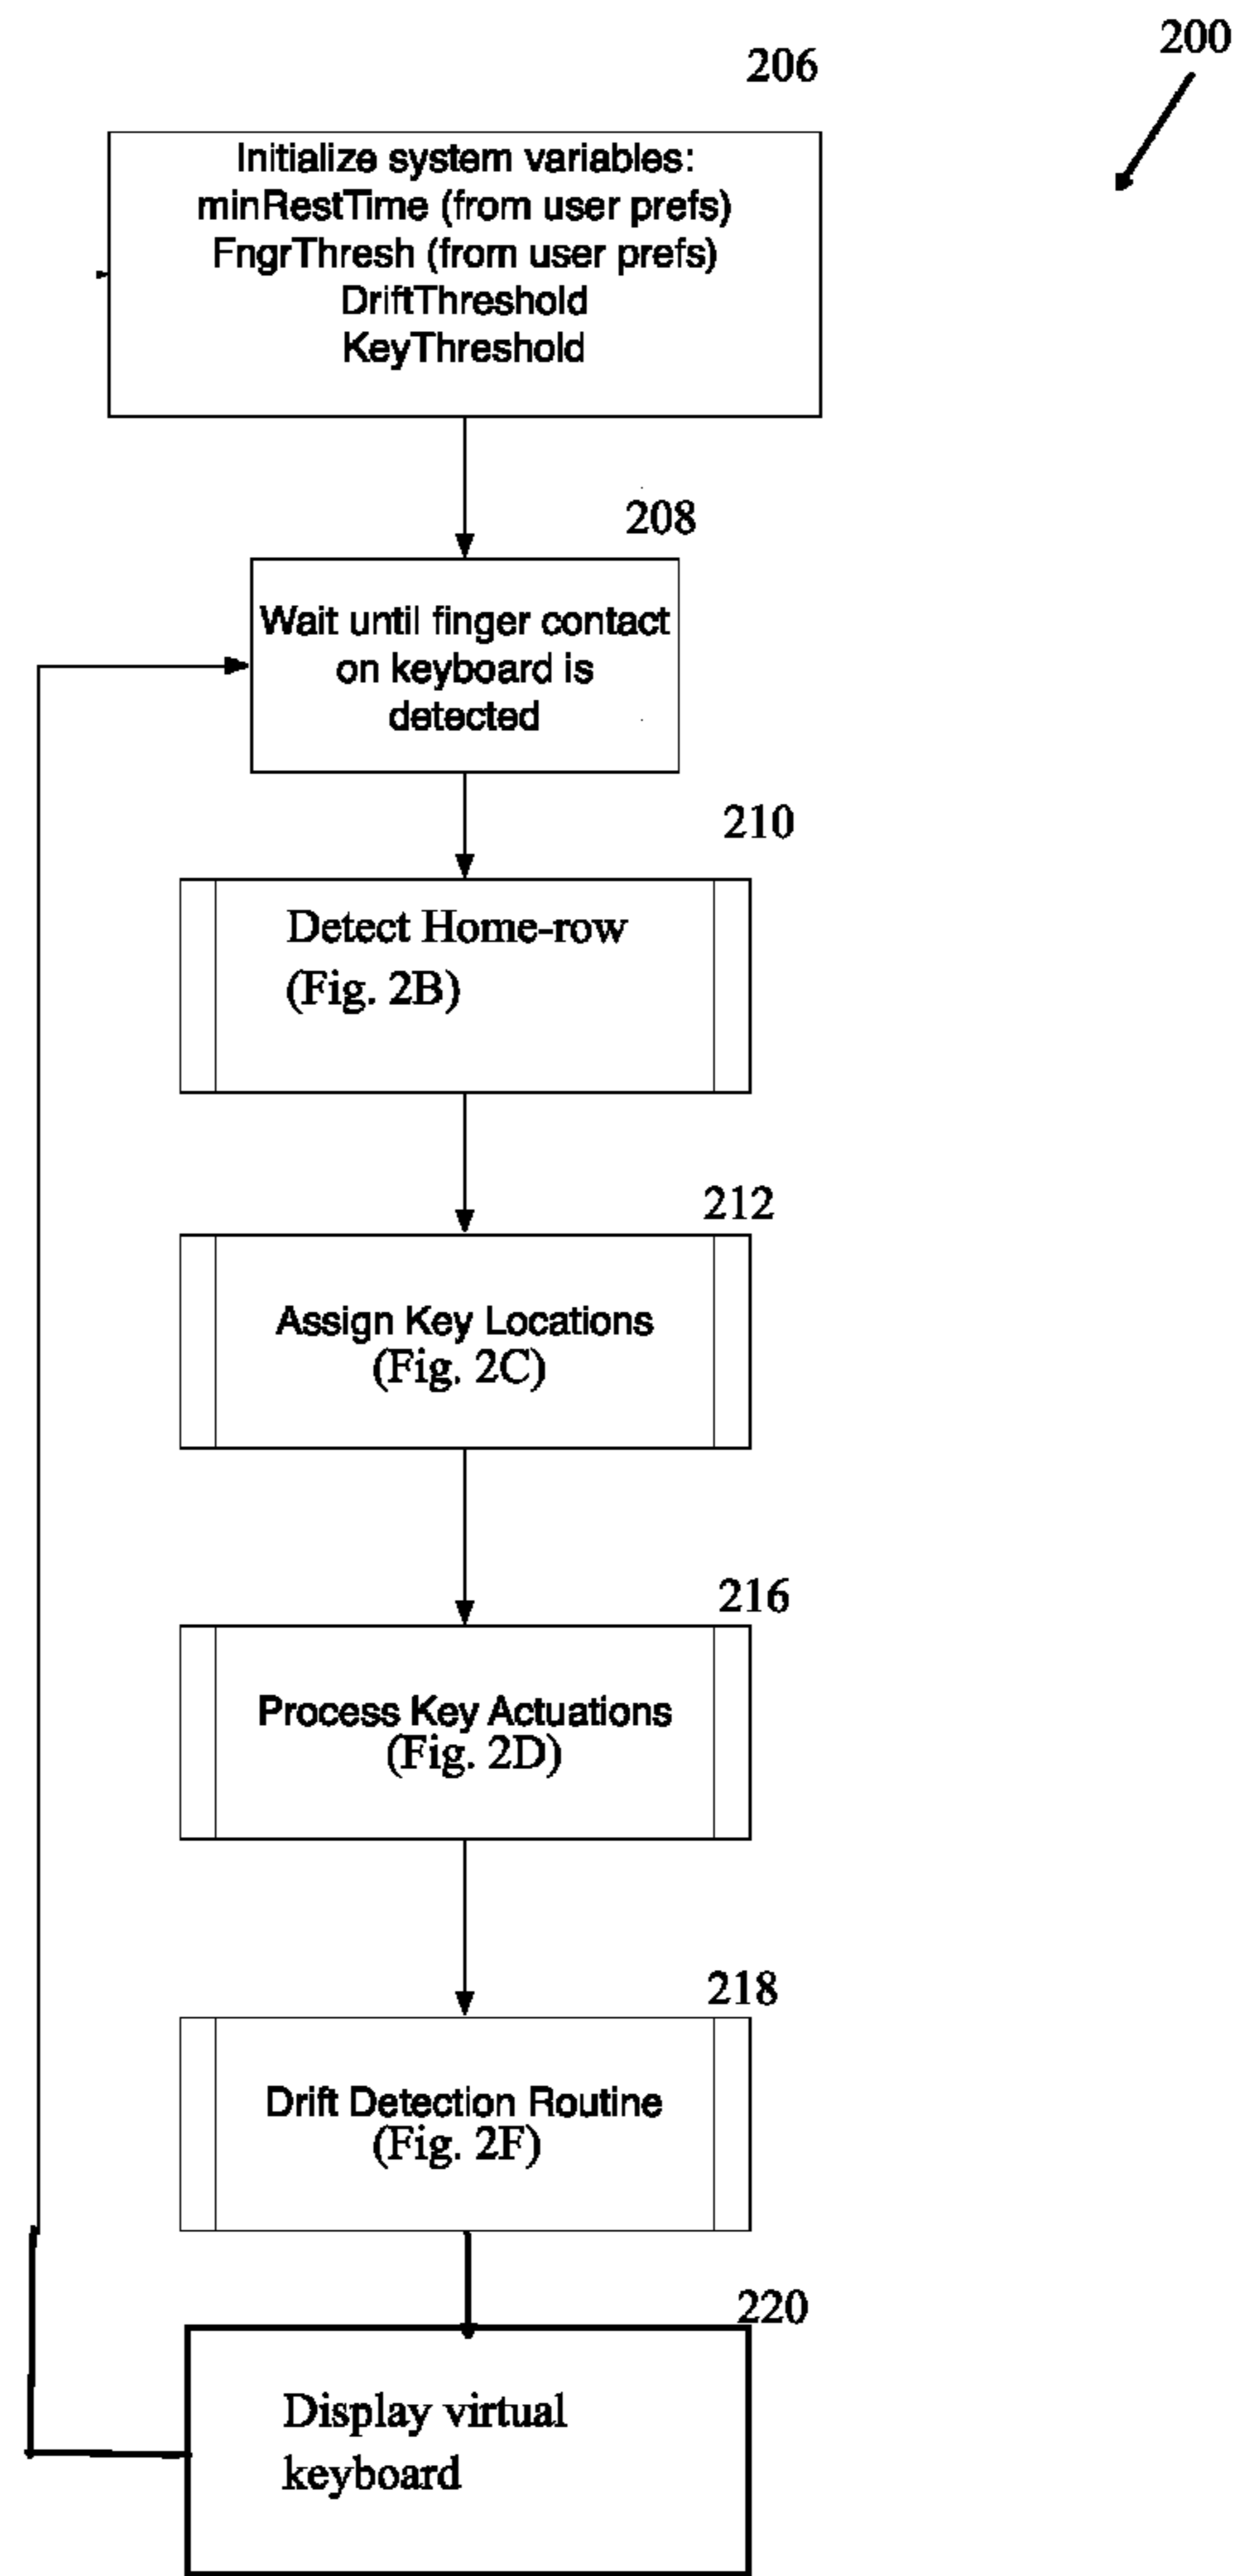 200
206
Initialize system variables:
minRestTime (from user prefs)
FngrThresh (from user prefs)
DriftThreshold
KeyThreshold
208
Wait until finger contact
on keyboard is
detected
210
Detect Home-row
(Fig. 2B)
212
Assign Key Locations
(Fig. 2C)
216
Process Key Actuations
(Fig. 2D)
218
Drift Detection Routine
(Fig. 2F)
220
Display virtual
keyboard